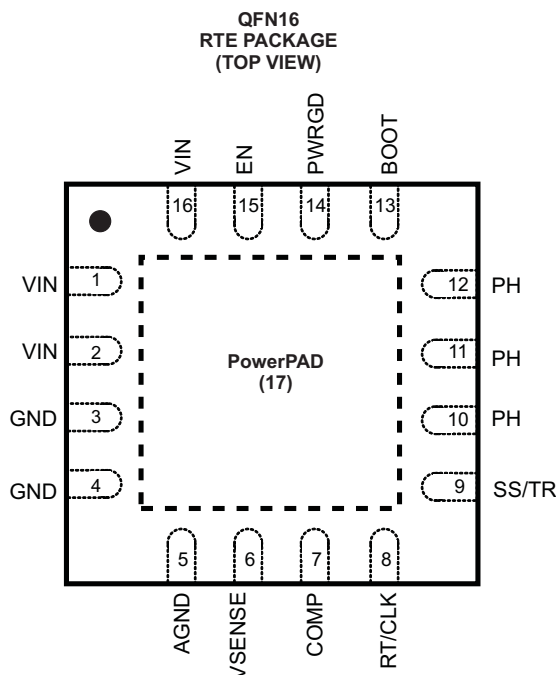 QFN16
RTE PACKAGE
(TOP VIEW)
VIN
EN
PWRGD
BOOT
16
15
14
13
VIN
1
12
PH
VIN
2
11
PH
PowerPAD
(17)
GND
3
10
PH
GND
4
9
SS/TR
5
6
7
8
AGND
VSENSE
COMP
RT/CLK